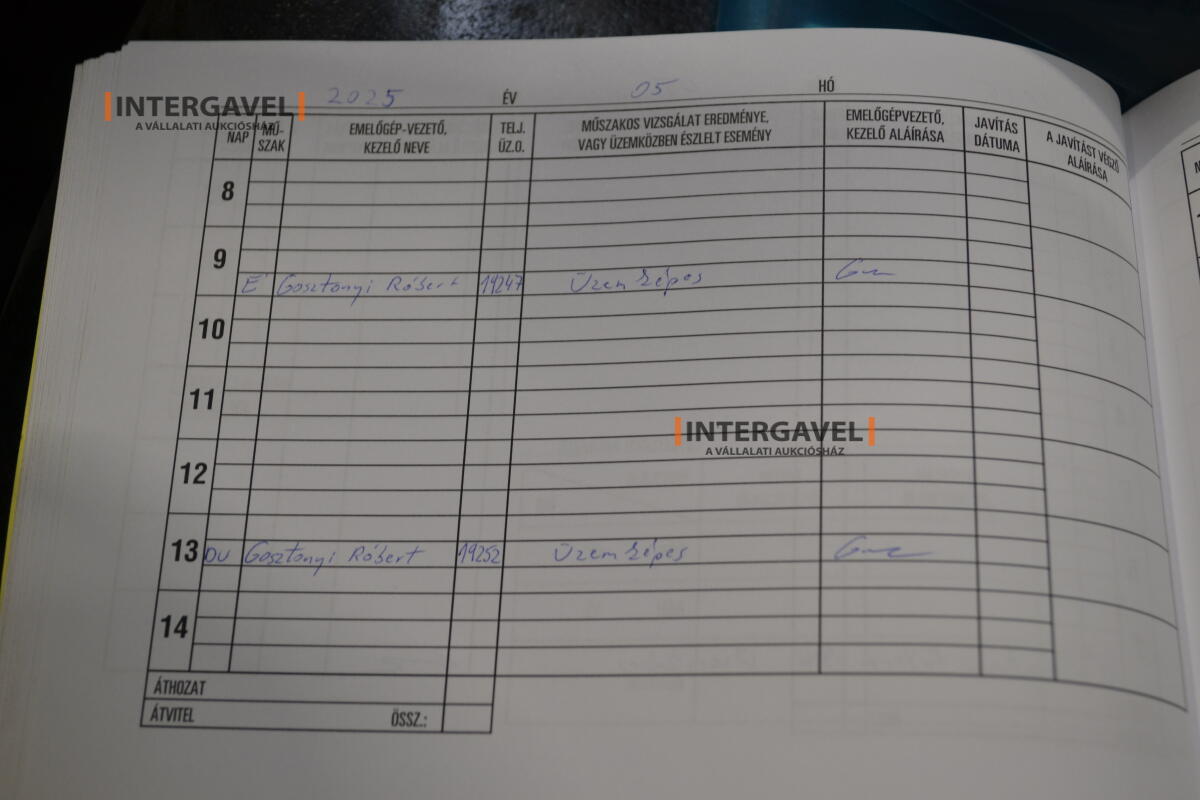 2025 ÉV 05 HÓ
INTERGAVEL
A VÁLLALATI AUKCIÓSHÁZ
NAP MŰ-SZAK EMELŐGÉP-VEZETŐ, KEZELŐ NEVE TELJ. ÜZ.O. MŰSZAKOS VIZSGÁLAT EREDMÉNYE, VAGY ÜZEMKÖZBEN ÉSZLELT ESEMÉNY EMELŐGÉPVEZETŐ, KEZELŐ ALÁÍRÁSA JAVÍTÁS DÁTUMA A JAVÍTÁST VÉGZŐ ALÁÍRÁSA
8
9
É Gosztonyi Róbert 19247 Üzemképes
10
11
INTERGAVEL
A VÁLLALATI AUKCIÓSHÁZ
12
13 DU Gosztonyi Róbert 19252 Üzemképes
14
ÁTHOZAT
ÁTVITEL ÖSSZ.: